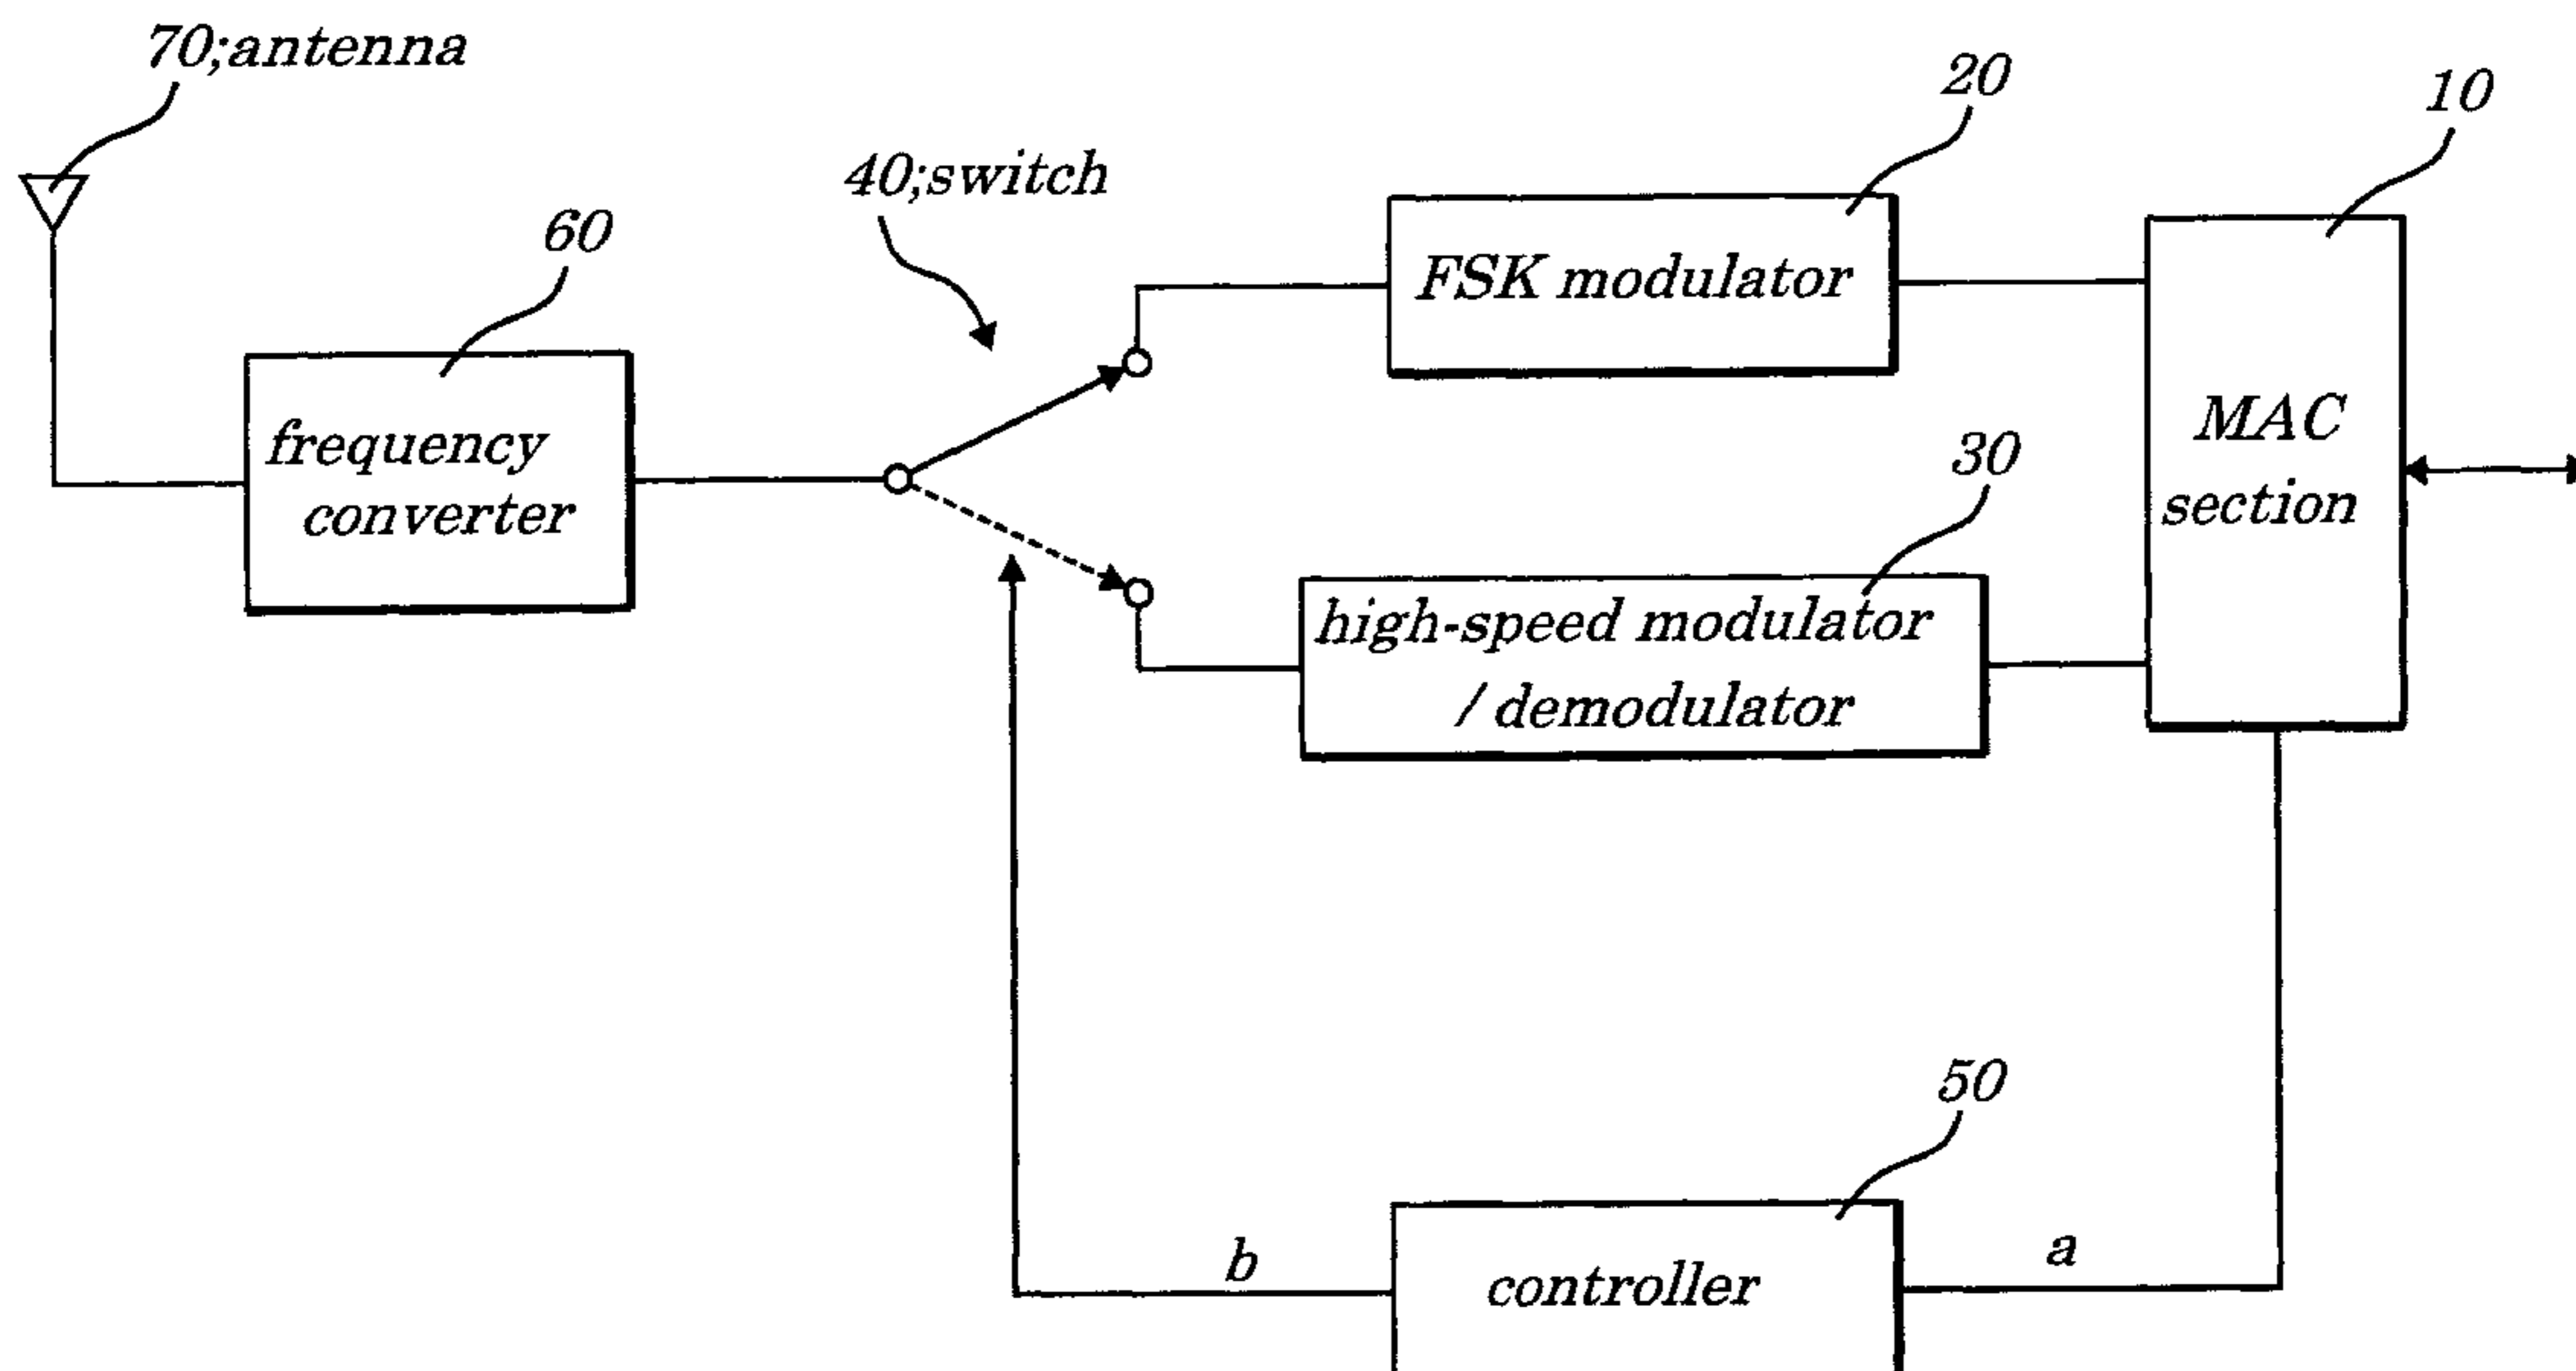 70;antenna
20
10
40;switch
60
FSK modulator
frequency
converter
MAC
section
30
high-speed modulator
/ demodulator
50
b
controller
a